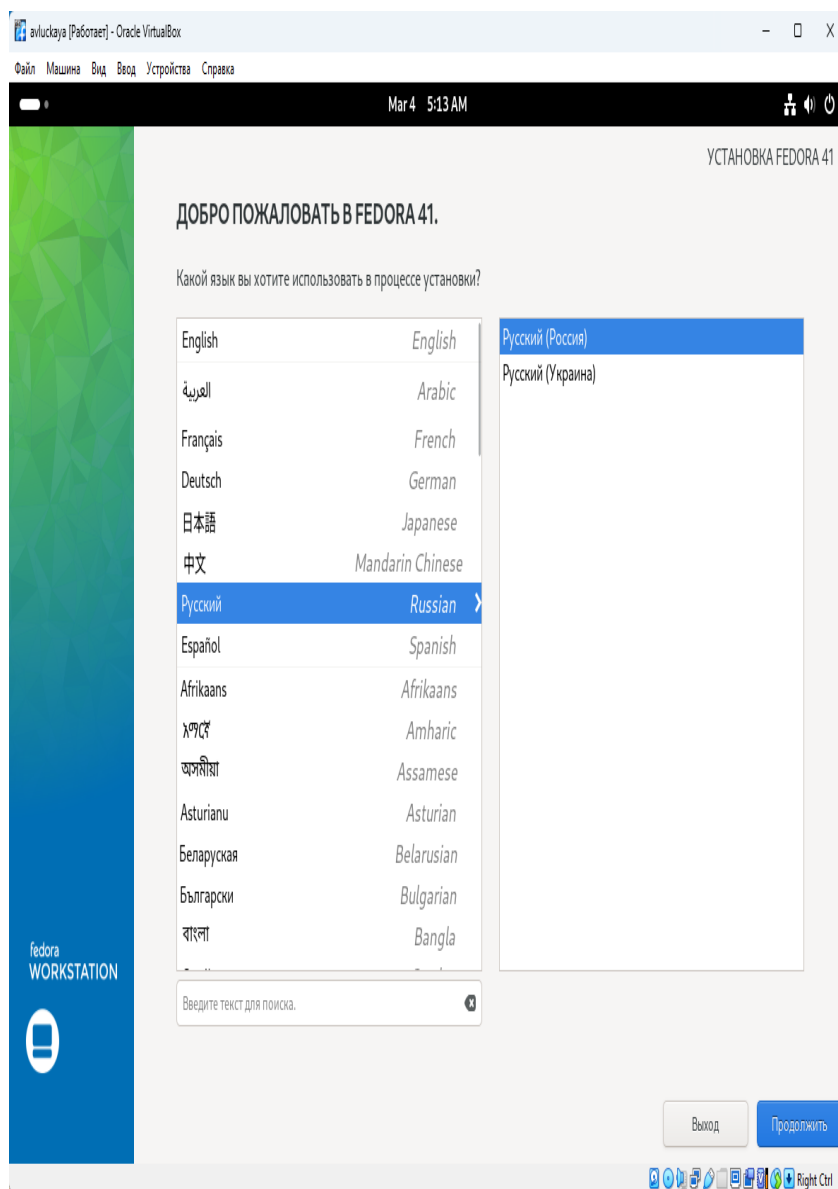 avluckaya [Работает] - Oracle VirtualBox
Файл Машина Вид Ввод Устройства Справка
Mar 4 5:13 AM
УСТАНОВКА FEDORA 41
ДОБРО ПОЖАЛОВАТЬ В FEDORA 41.
Какой язык вы хотите использовать в процессе установки?
English English
العربية Arabic
Français French
Deutsch German
日本語 Japanese
中文 Mandarin Chinese
Русский Russian
Español Spanish
Afrikaans Afrikaans
አማርኛ Amharic
অসমীয়া Assamese
Asturianu Asturian
Беларуская Belarusian
Български Bulgarian
বাংলা Bangla
Русский (Россия)
Русский (Украина)
Введите текст для поиска.
fedora
WORKSTATION
Выход Продолжить
Right Ctrl